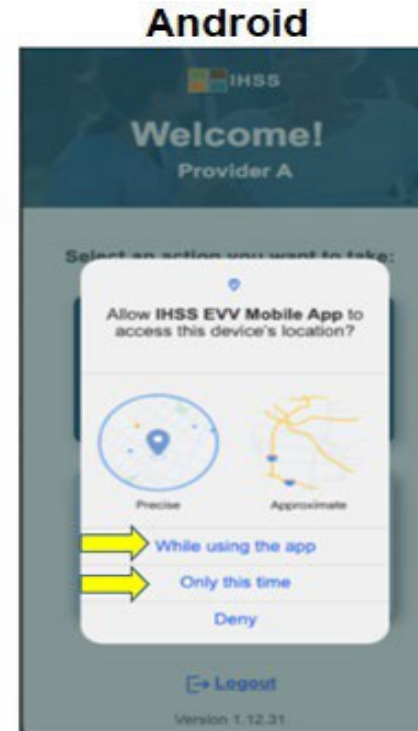 Android
IHSS
Welcome!
Provider A
Select an action you want to take:
Allow IHSS EVV Mobile App to
access this device's location?
Precise
Approximate
While using the app
Only this time
Deny
Logout
Version 1.12.31